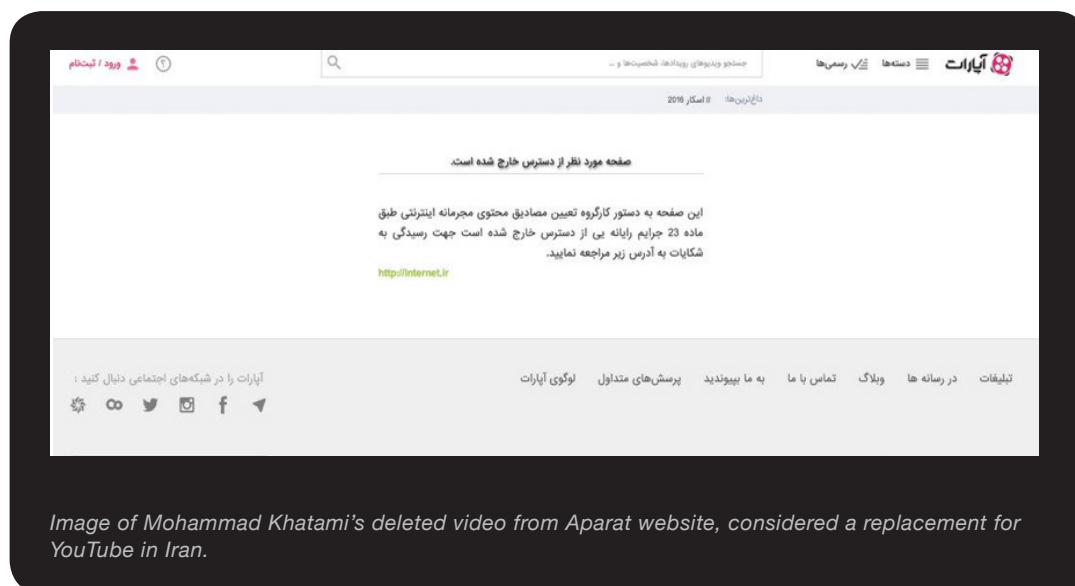 آپارات دسته‌ها رسمی‌ها جستجو ویدیوهای رویدادها، شخصیت‌ها و ... ورود / ثبت‌نام
داغ‌ترین‌ها: # اسکار 2016
صفحه مورد نظر از دسترس خارج شده است.
این صفحه به دستور کارگروه تعیین مصادیق محتوی مجرمانه اینترنتی طبق
ماده 23 جرایم رایانه یی از دسترس خارج شده است جهت رسیدگی به
شکایات به آدرس زیر مراجعه نمایید.
http://internet.ir
تبلیغات در رسانه ها وبلاگ تماس با ما به ما بپیوندید پرسش‌های متداول لوگوی آپارات آپارات را در شبکه‌های اجتماعی دنبال کنید :
Image of Mohammad Khatami's deleted video from Aparat website, considered a replacement for
YouTube in Iran.